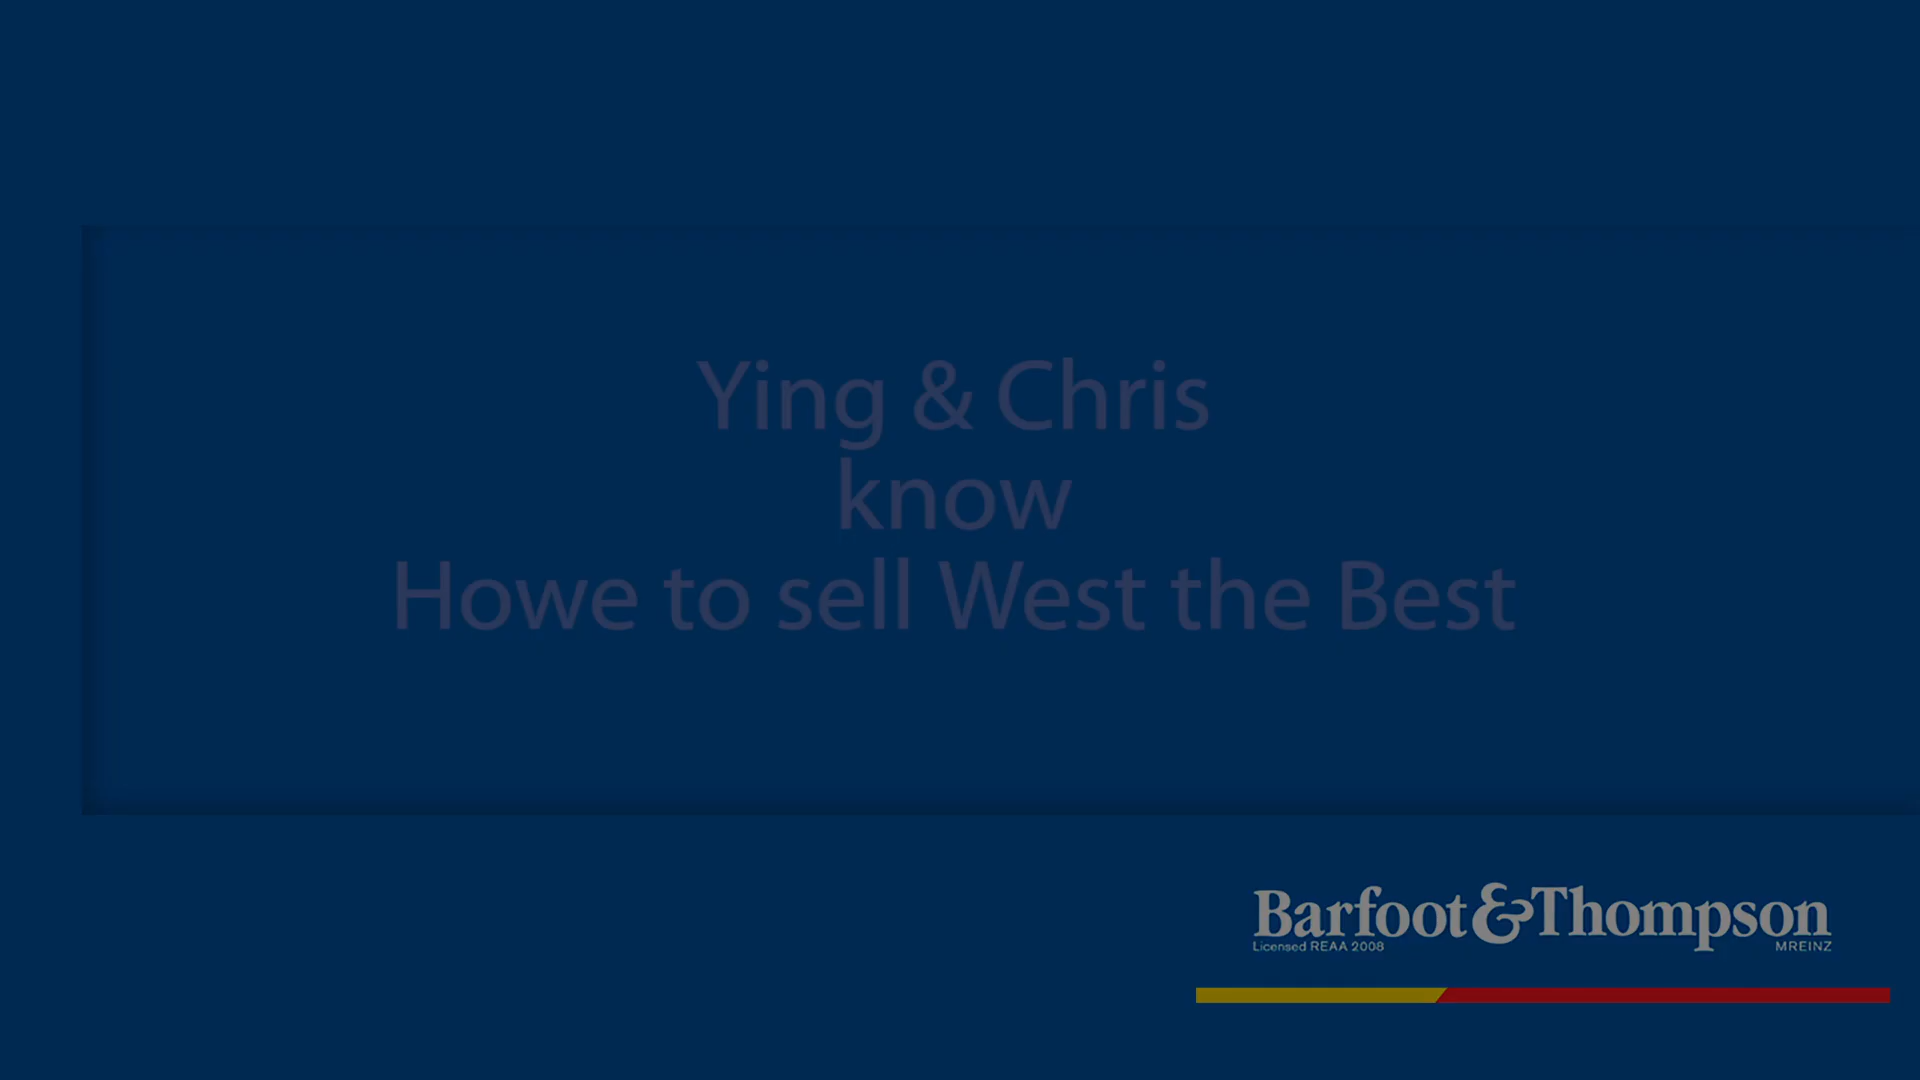 Ying & Chris
know
Howe to sell West the Best
Barfoot & Thompson
Licensed REAA 2008 MREINZ